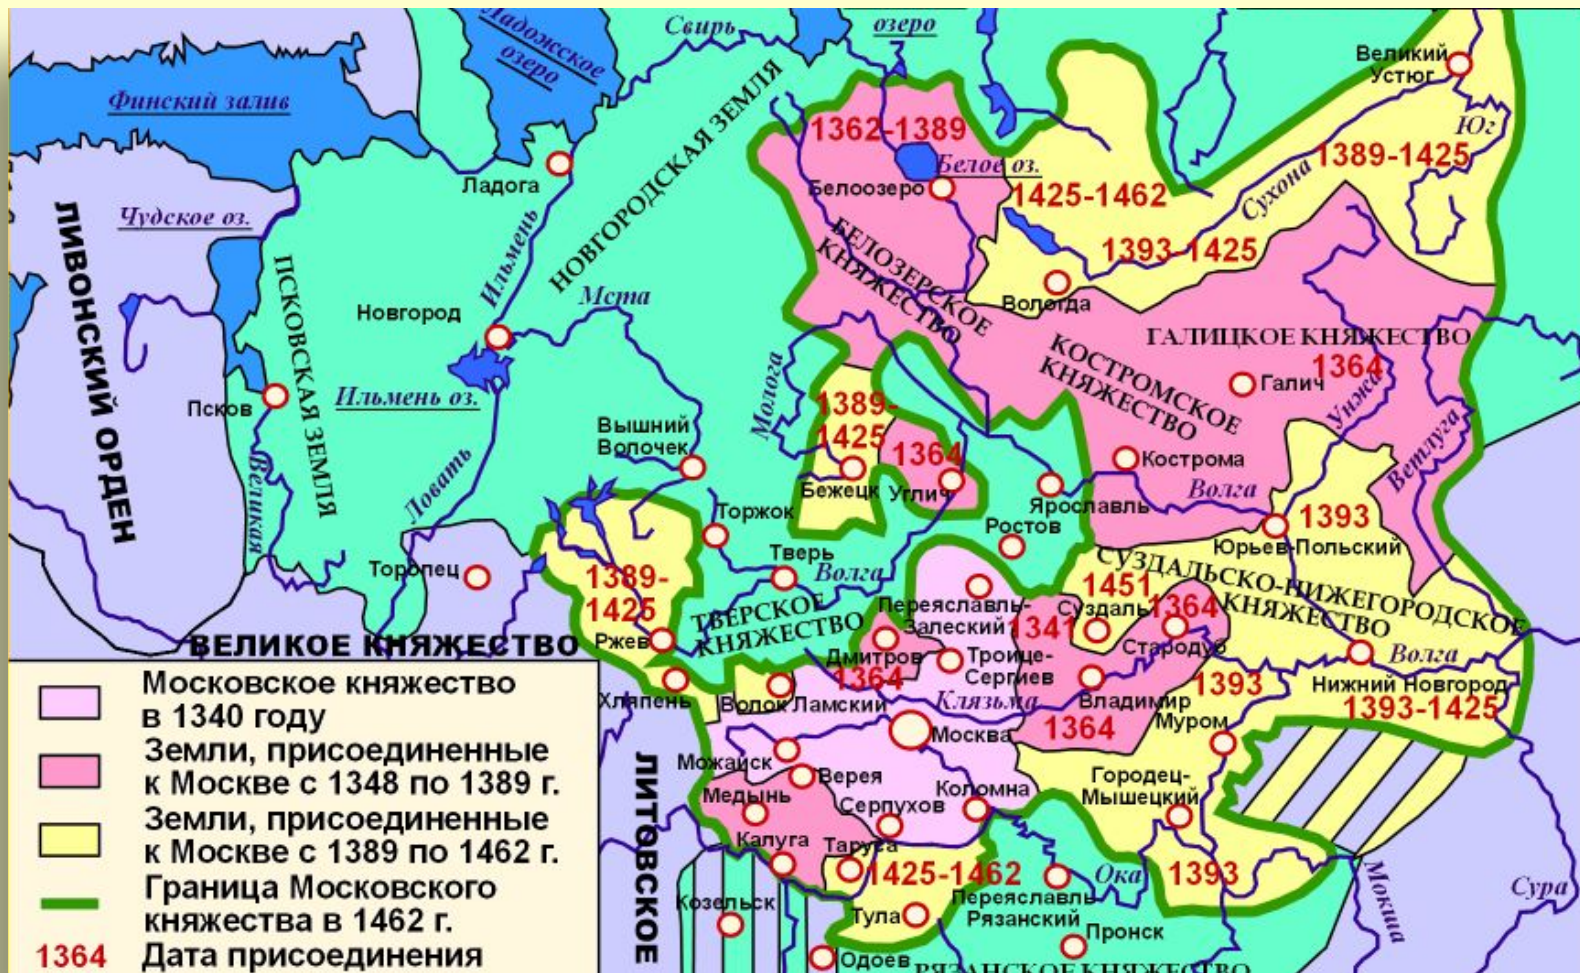 Ладожское
озеро
Свирь
озеро
Финский залив
Великий
Устюг
Юг
1362-1389
Белое оз.
1389-1425
Ладога
Белоозеро
1425-1462
Сухона
Чудское оз.
НОВГОРОДСКАЯ ЗЕМЛЯ
Ильмень
1393-1425
ЛИВОНСКИЙ ОРДЕН
ПСКОВСКАЯ ЗЕМЛЯ
БЕЛОЗЕРСКОЕ
КНЯЖЕСТВО
Вологда
Новгород
Мста
ГАЛИЦКОЕ КНЯЖЕСТВО
1364
Галич
КОСТРОМСКОЕ
КНЯЖЕСТВО
Унжа
Ветлуга
Псков
Ильмень оз.
Молога
1389-
1425
Вышний
Волочек
1364
Бежецк
Углич
Кострома
Волга
Ярославль
Великая
Ловать
Торжок
Ростов
1393
Юрьев-Польский
Торопец
1389-
1425
Тверь
Волга
СУЗДАЛЬСКО-НИЖЕГОРОДСКОЕ
КНЯЖЕСТВО
1451
Суздаль
1364
Стародуб
ТВЕРСКОЕ
КНЯЖЕСТВО
Переяславль-
Залеский
1341
Ржев
Дмитров
1364
Троице-
Сергиев
Волга
ВЕЛИКОЕ КНЯЖЕСТВО
Хлепень
Волок Ламский
Клязьма
Владимир
1364
1393
Муром
Нижний Новгород
1393-1425
Москва
ЛИТОВСКОЕ
Можайск
Верея
Медынь
Серпухов
Коломна
Городец-
Мышецкий
Калуга
Таруса
1425-1462
Переяславль
Рязанский
Ока
1393
Мокша
Сура
Козельск
Тула
Пронск
Одоев
РЯЗАНСКОЕ КНЯЖЕСТВО
Московское княжество
в 1340 году
Земли, присоединенные
к Москве с 1348 по 1389 г.
Земли, присоединенные
к Москве с 1389 по 1462 г.
Граница Московского
княжества в 1462 г.
1364 Дата присоединения